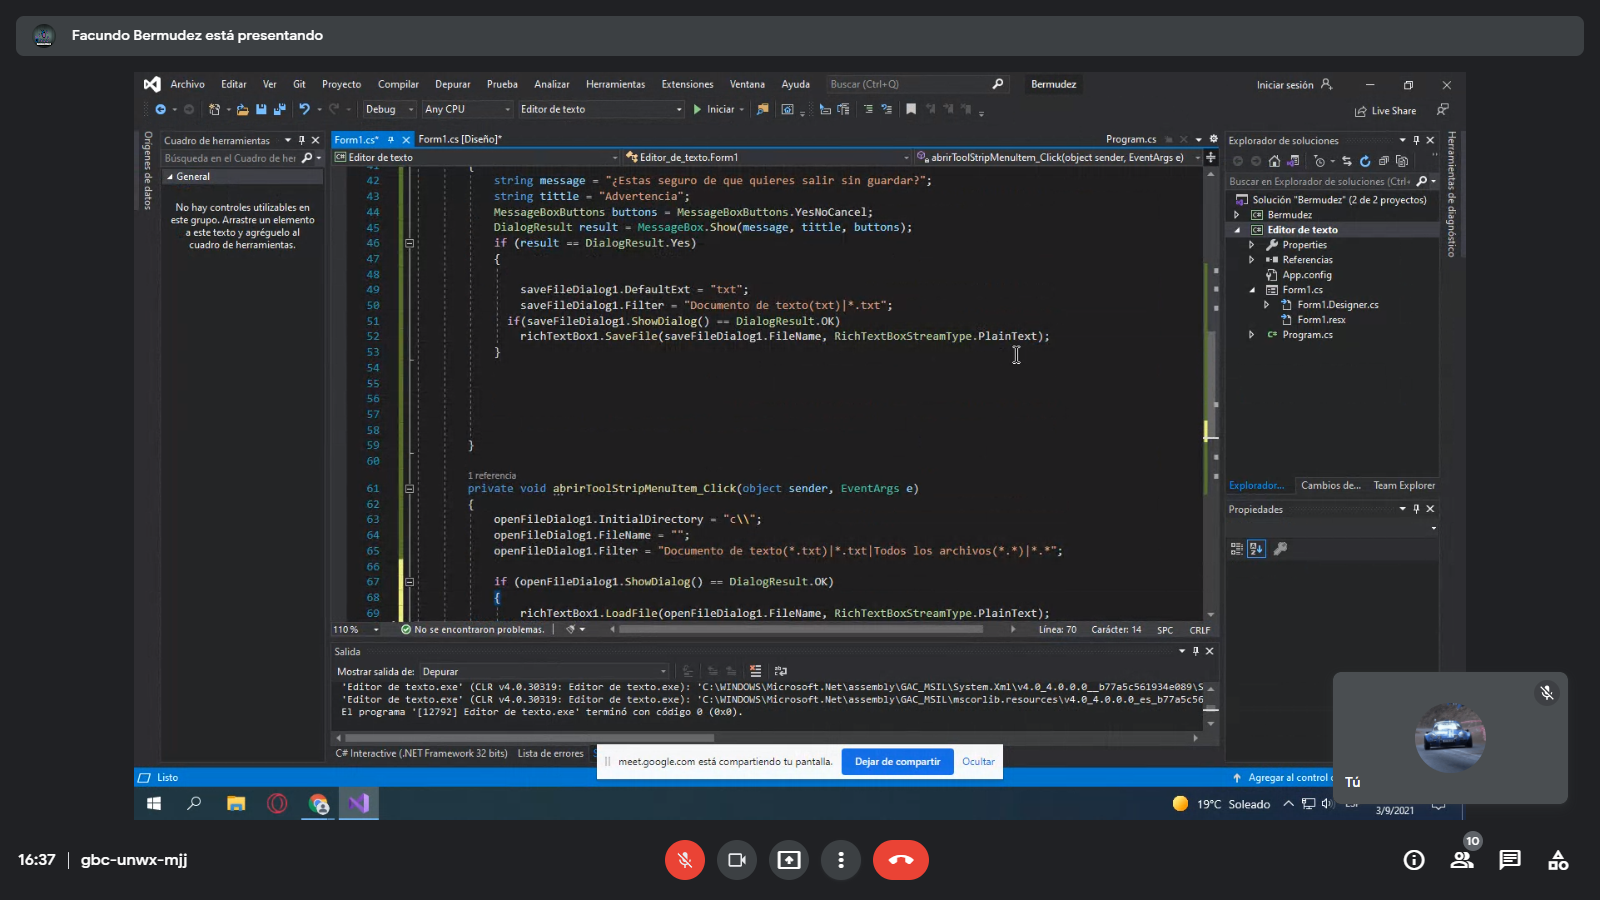 Facundo Bermudez está presentando
Archivo Editar Ver Git Proyecto Compilar Depurar Prueba Analizar Herramientas Extensiones Ventana Ayuda Buscar (Ctrl+Q) Bermudez Iniciar sesión
Debug Any CPU Editor de texto Iniciar Live Share
Orígenes de datos
Cuadro de herramientas
Búsqueda en el Cuadro de her
General
No hay controles utilizables en
este grupo. Arrastre un elemento
a este texto y agréguelo al
cuadro de herramientas.
Form1.cs* Form1.cs [Diseño]* Program.cs
Editor de texto Editor_de_texto.Form1 abrirToolStripMenuItem_Click(object sender, EventArgs e)
41 {
42 string message = "¿Estas seguro de que quieres salir sin guardar?";
43 string tittle = "Advertencia";
44 MessageBoxButtons buttons = MessageBoxButtons.YesNoCancel;
45 DialogResult result = MessageBox.Show(message, tittle, buttons);
46 if (result == DialogResult.Yes)
47 {
48
49 saveFileDialog1.DefaultExt = "txt";
50 saveFileDialog1.Filter = "Documento de texto(txt)|*.txt";
51 if(saveFileDialog1.ShowDialog() == DialogResult.OK)
52 richTextBox1.SaveFile(saveFileDialog1.FileName, RichTextBoxStreamType.PlainText);
53 }
54
55
56
57
58
59 }
60
1 referencia
61 private void abrirToolStripMenuItem_Click(object sender, EventArgs e)
62 {
63 openFileDialog1.InitialDirectory = "c\\";
64 openFileDialog1.FileName = "";
65 openFileDialog1.Filter = "Documento de texto(*.txt)|*.txt|Todos los archivos(*.*)|*.*";
66
67 if (openFileDialog1.ShowDialog() == DialogResult.OK)
68 {
69 richTextBox1.LoadFile(openFileDialog1.FileName, RichTextBoxStreamType.PlainText);
110 % No se encontraron problemas. Línea: 70 Carácter: 14 SPC CRLF
Salida
Mostrar salida de: Depurar
'Editor de texto.exe' (CLR v4.0.30319: Editor de texto.exe): 'C:\WINDOWS\Microsoft.Net\assembly\GAC_MSIL\System.Xml\v4.0_4.0.0.0__b77a5c561934e089\S
'Editor de texto.exe' (CLR v4.0.30319: Editor de texto.exe): 'C:\WINDOWS\Microsoft.Net\assembly\GAC_MSIL\mscorlib.resources\v4.0_4.0.0.0_es_b77a5c56
El programa '[12792] Editor de texto.exe' terminó con código 0 (0x0).
C# Interactive (.NET Framework 32 bits) Lista de errores
Explorador de soluciones
Buscar en Explorador de soluciones (Ctrl+
Solución "Bermudez" (2 de 2 proyectos)
Bermudez
Editor de texto
Properties
Referencias
App.config
Form1.cs
Form1.Designer.cs
Form1.resx
Program.cs
Explorador... Cambios de... Team Explorer
Propiedades
Herramientas de diagnóstico
meet.google.com está compartiendo tu pantalla. Dejar de compartir Ocultar
Listo Agregar al control
19°C Soleado
3/9/2021
Tú
16:37 gbc-unwx-mjj
10